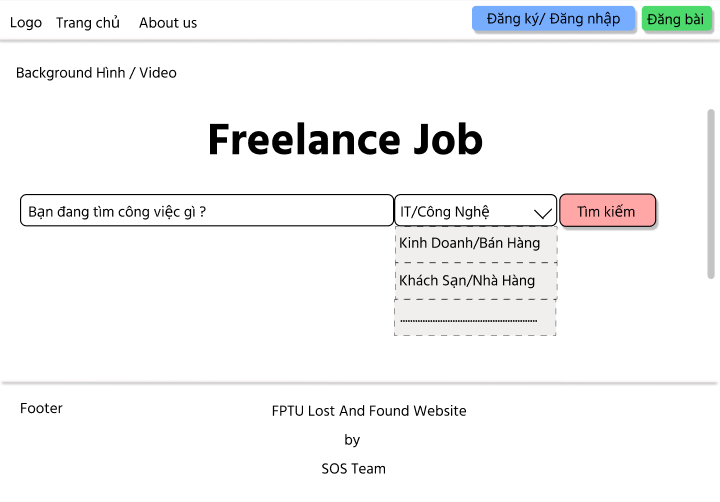 Logo Trang chủ About us Đăng ký/ Đăng nhập Đăng bài
Background Hình / Video
Freelance Job
Bạn đang tìm công việc gì ? IT/Công Nghệ Tìm kiếm
Kinh Doanh/Bán Hàng
Khách Sạn/Nhà Hàng
........................................................
Footer
FPTU Lost And Found Website
by
SOS Team